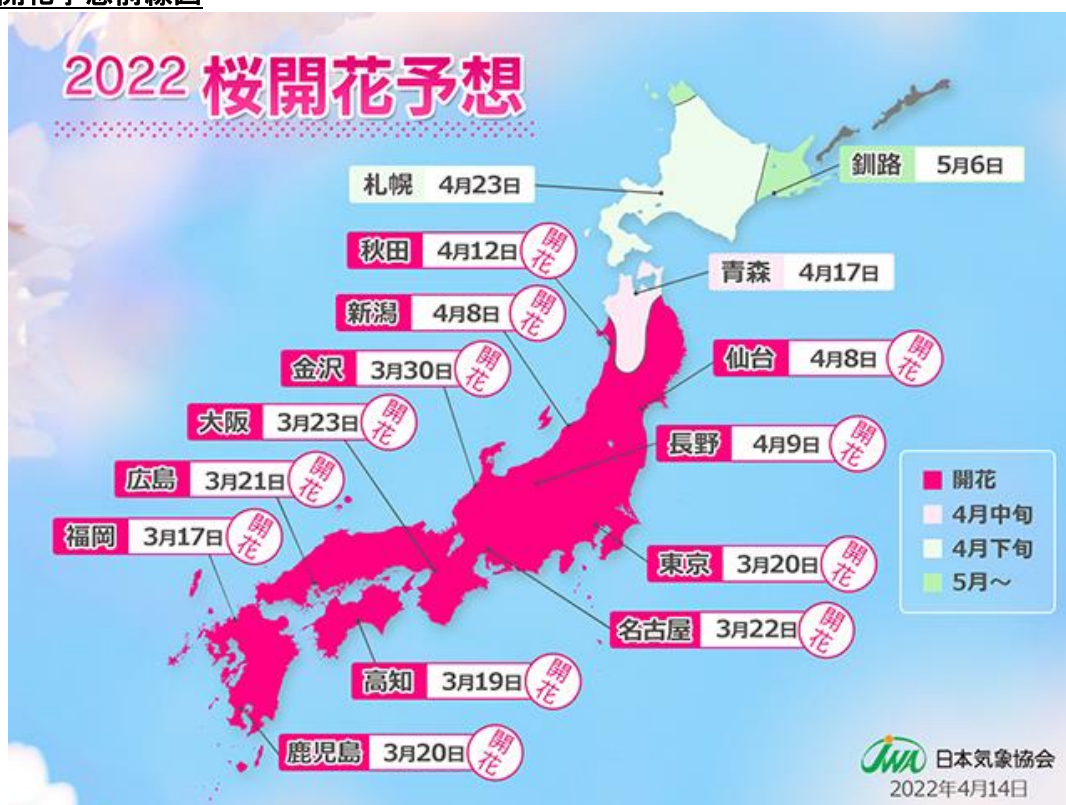 開花予想前線図
2022 桜開花予想
釧路 5月6日
札幌 4月23日
秋田 4月12日 開花
青森 4月17日
新潟 4月8日 開花
仙台 4月8日 開花
金沢 3月30日 開花
大阪 3月23日 開花
長野 4月9日 開花
広島 3月21日 開花
福岡 3月17日 開花
東京 3月20日 開花
名古屋 3月22日 開花
高知 3月19日 開花
鹿児島 3月20日 開花
開花
4月中旬
4月下旬
5月～
JWA 日本気象協会
2022年4月14日